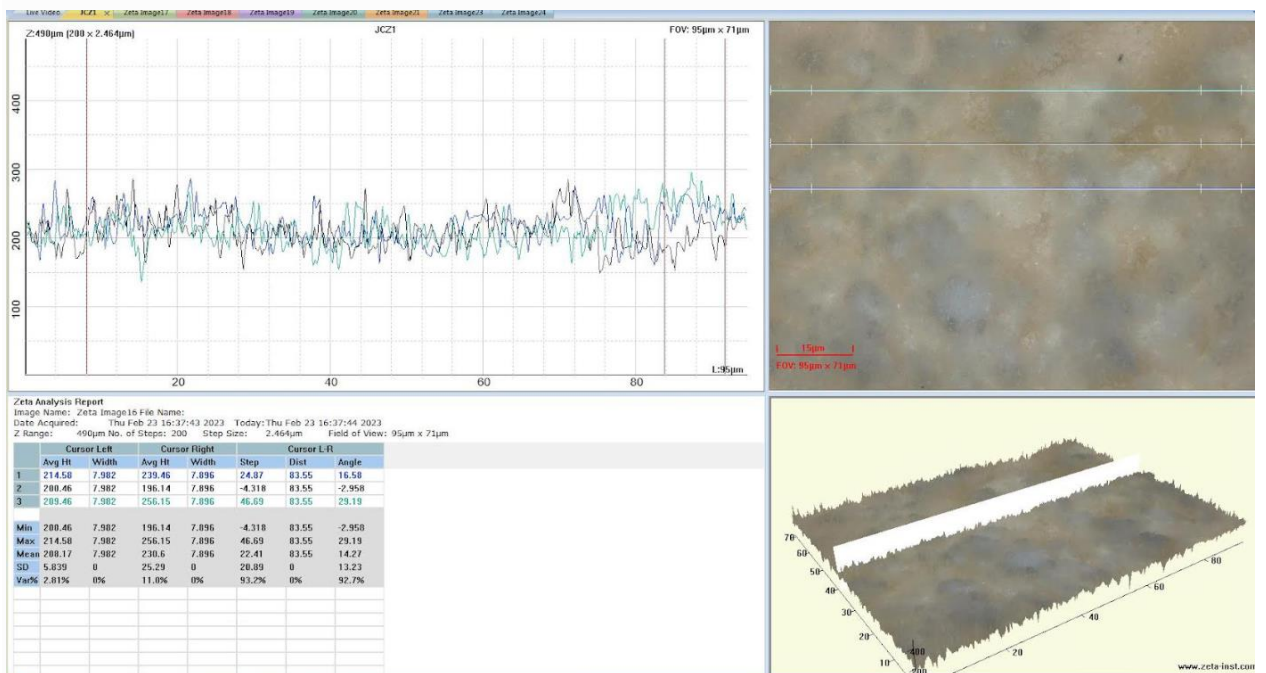 Live Video JCZ1 × Zeta Image17 Zeta Image18 Zeta Image19 Zeta Image20 Zeta Image21 Zeta Image23 Zeta Image24
Z:490µm (200 × 2.464µm) JCZ1 FOV: 95µm x 71µm
400
300
200
100
L:95µm
20 40 60 80
15µm
FOV: 95µm x 71µm
Zeta Analysis Report
Image Name: Zeta Image16 File Name:
Date Acquired: Thu Feb 23 16:37:43 2023 Today:Thu Feb 23 16:37:44 2023
Z Range: 490µm No. of Steps: 200 Step Size: 2.464µm Field of View: 95µm x 71µm
Cursor Left Cursor Right Cursor L-R
Avg Ht Width Avg Ht Width Step Dist Angle
1 214.58 7.982 239.46 7.896 24.87 83.55 16.58
2 200.46 7.982 196.14 7.896 -4.318 83.55 -2.958
3 209.46 7.982 256.15 7.896 46.69 83.55 29.19
Min 200.46 7.982 196.14 7.896 -4.318 83.55 -2.958
Max 214.58 7.982 256.15 7.896 46.69 83.55 29.19
Mean 208.17 7.982 230.6 7.896 22.41 83.55 14.27
SD 5.839 0 25.29 0 20.89 0 13.23
Var% 2.81% 0% 11.0% 0% 93.2% 0% 92.7%
70
60
50
40
30
20
10
400
200
20
40
60
80
www.zeta-inst.com